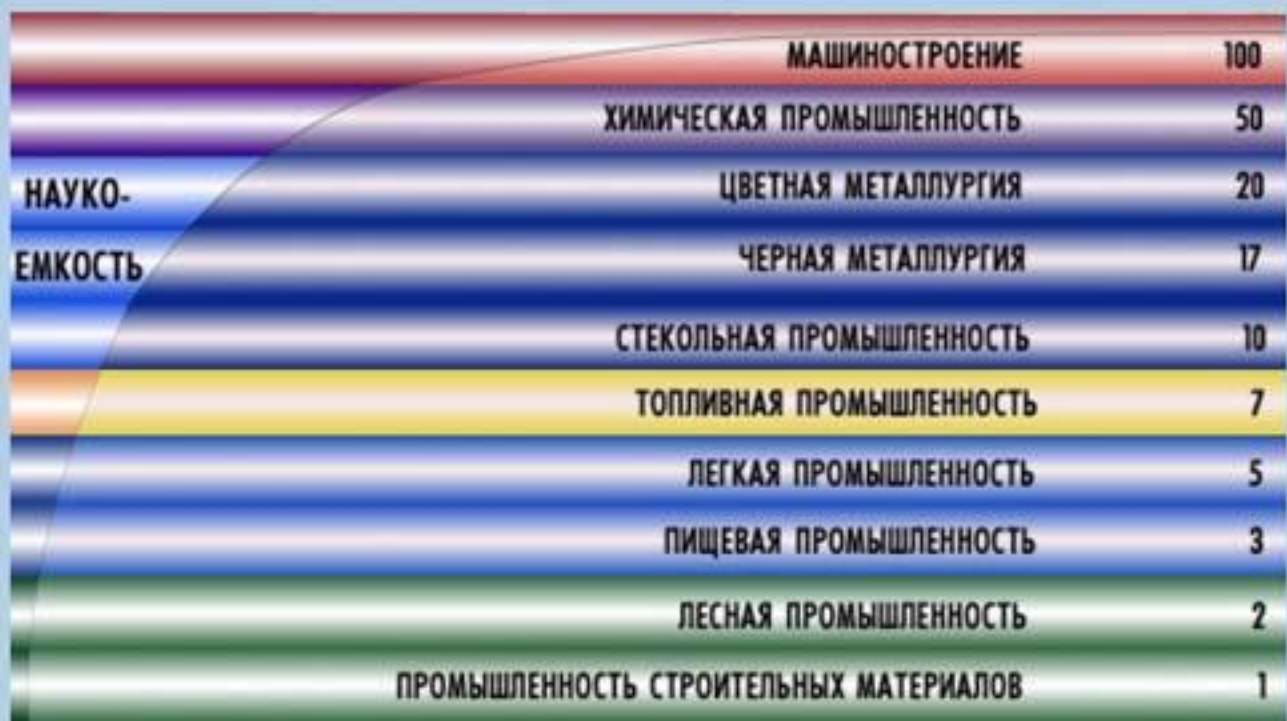 МАШИНОСТРОЕНИЕ 100
ХИМИЧЕСКАЯ ПРОМЫШЛЕННОСТЬ 50
НАУКО- ЦВЕТНАЯ МЕТАЛЛУРГИЯ 20
ЕМКОСТЬ ЧЕРНАЯ МЕТАЛЛУРГИЯ 17
СТЕКОЛЬНАЯ ПРОМЫШЛЕННОСТЬ 10
ТОПЛИВНАЯ ПРОМЫШЛЕННОСТЬ 7
ЛЕГКАЯ ПРОМЫШЛЕННОСТЬ 5
ПИЩЕВАЯ ПРОМЫШЛЕННОСТЬ 3
ЛЕСНАЯ ПРОМЫШЛЕННОСТЬ 2
ПРОМЫШЛЕННОСТЬ СТРОИТЕЛЬНЫХ МАТЕРИАЛОВ 1